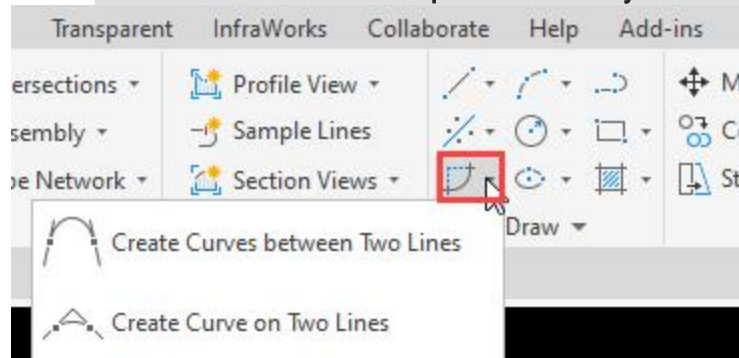 Transparent InfraWorks Collaborate Help Add-ins
ersections Profile View
sembly Sample Lines
Network Section Views
Draw
Create Curves between Two Lines
Create Curve on Two Lines